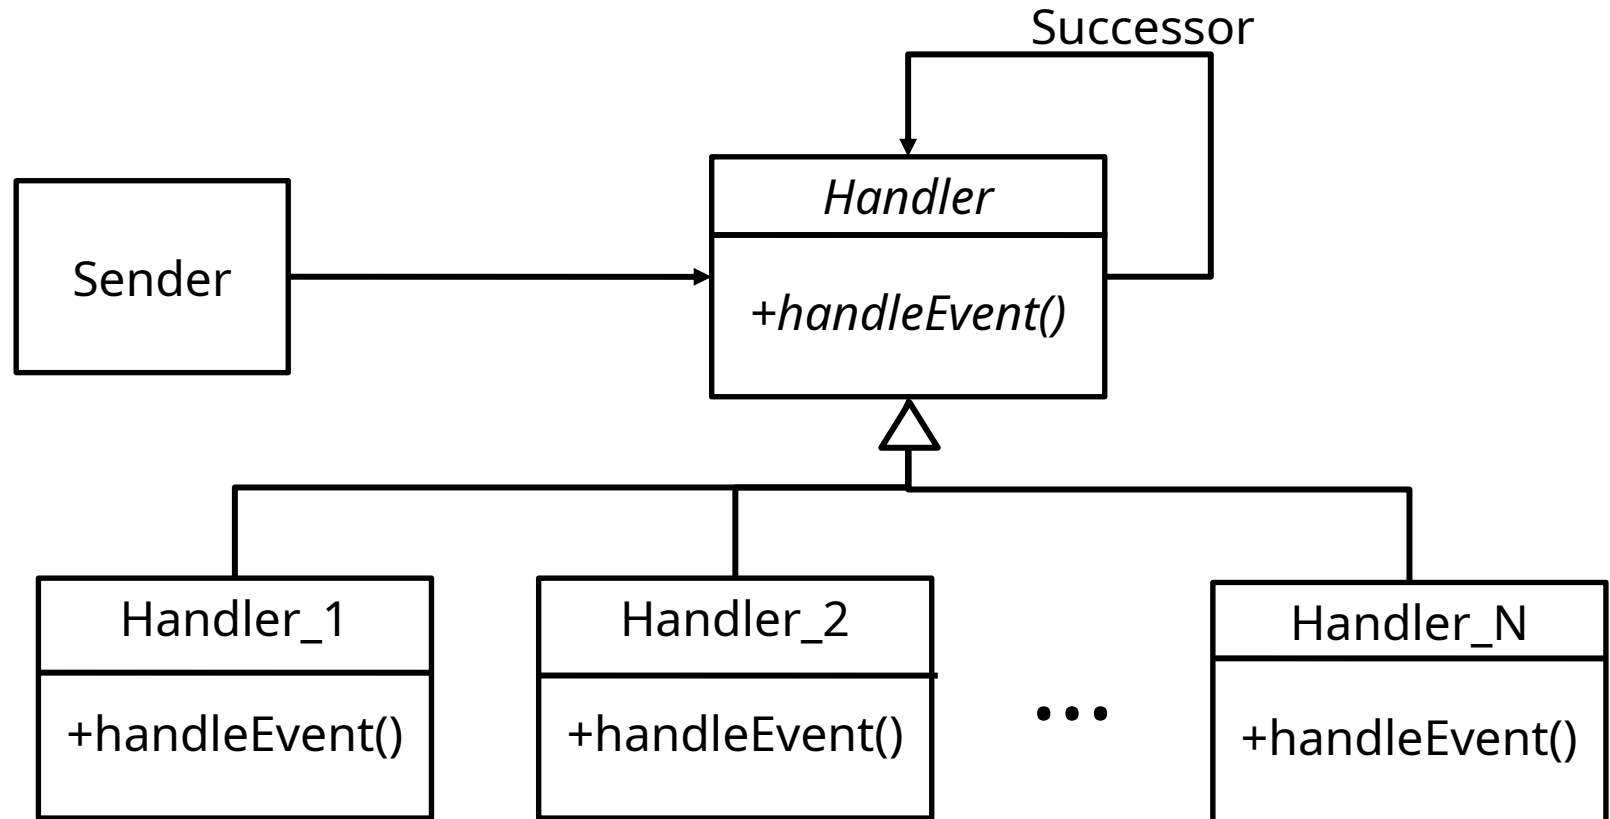 Successor
Handler
Sender
+handleEvent()
Handler_1
Handler_2
Handler_N
+handleEvent()
+handleEvent()
...
+handleEvent()